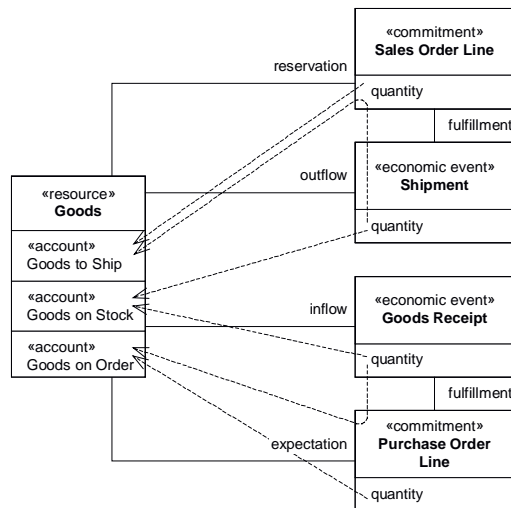 «commitment»
Sales Order Line
reservation
quantity
fulfillment
«economic event»
Shipment
outflow
quantity
«resource»
Goods
«account»
Goods to Ship
«account»
Goods on Stock
«account»
Goods on Order
«economic event»
Goods Receipt
inflow
quantity
fulfillment
«commitment»
Purchase Order
Line
expectation
quantity